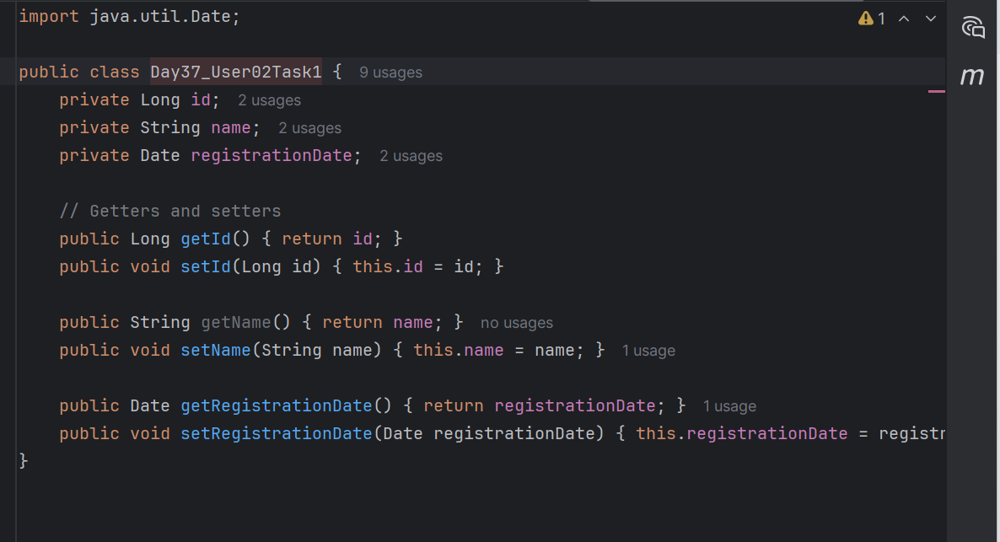 import java.util.Date;
1
public class Day37_User02Task1 { 9 usages
m
private Long id; 2 usages
private String name; 2 usages
private Date registrationDate; 2 usages
// Getters and setters
public Long getId() { return id; }
public void setId(Long id) { this.id = id; }
public String getName() { return name; } no usages
public void setName(String name) { this.name = name; } 1 usage
public Date getRegistrationDate() { return registrationDate; } 1 usage
public void setRegistrationDate(Date registrationDate) { this.registrationDate = registr
}